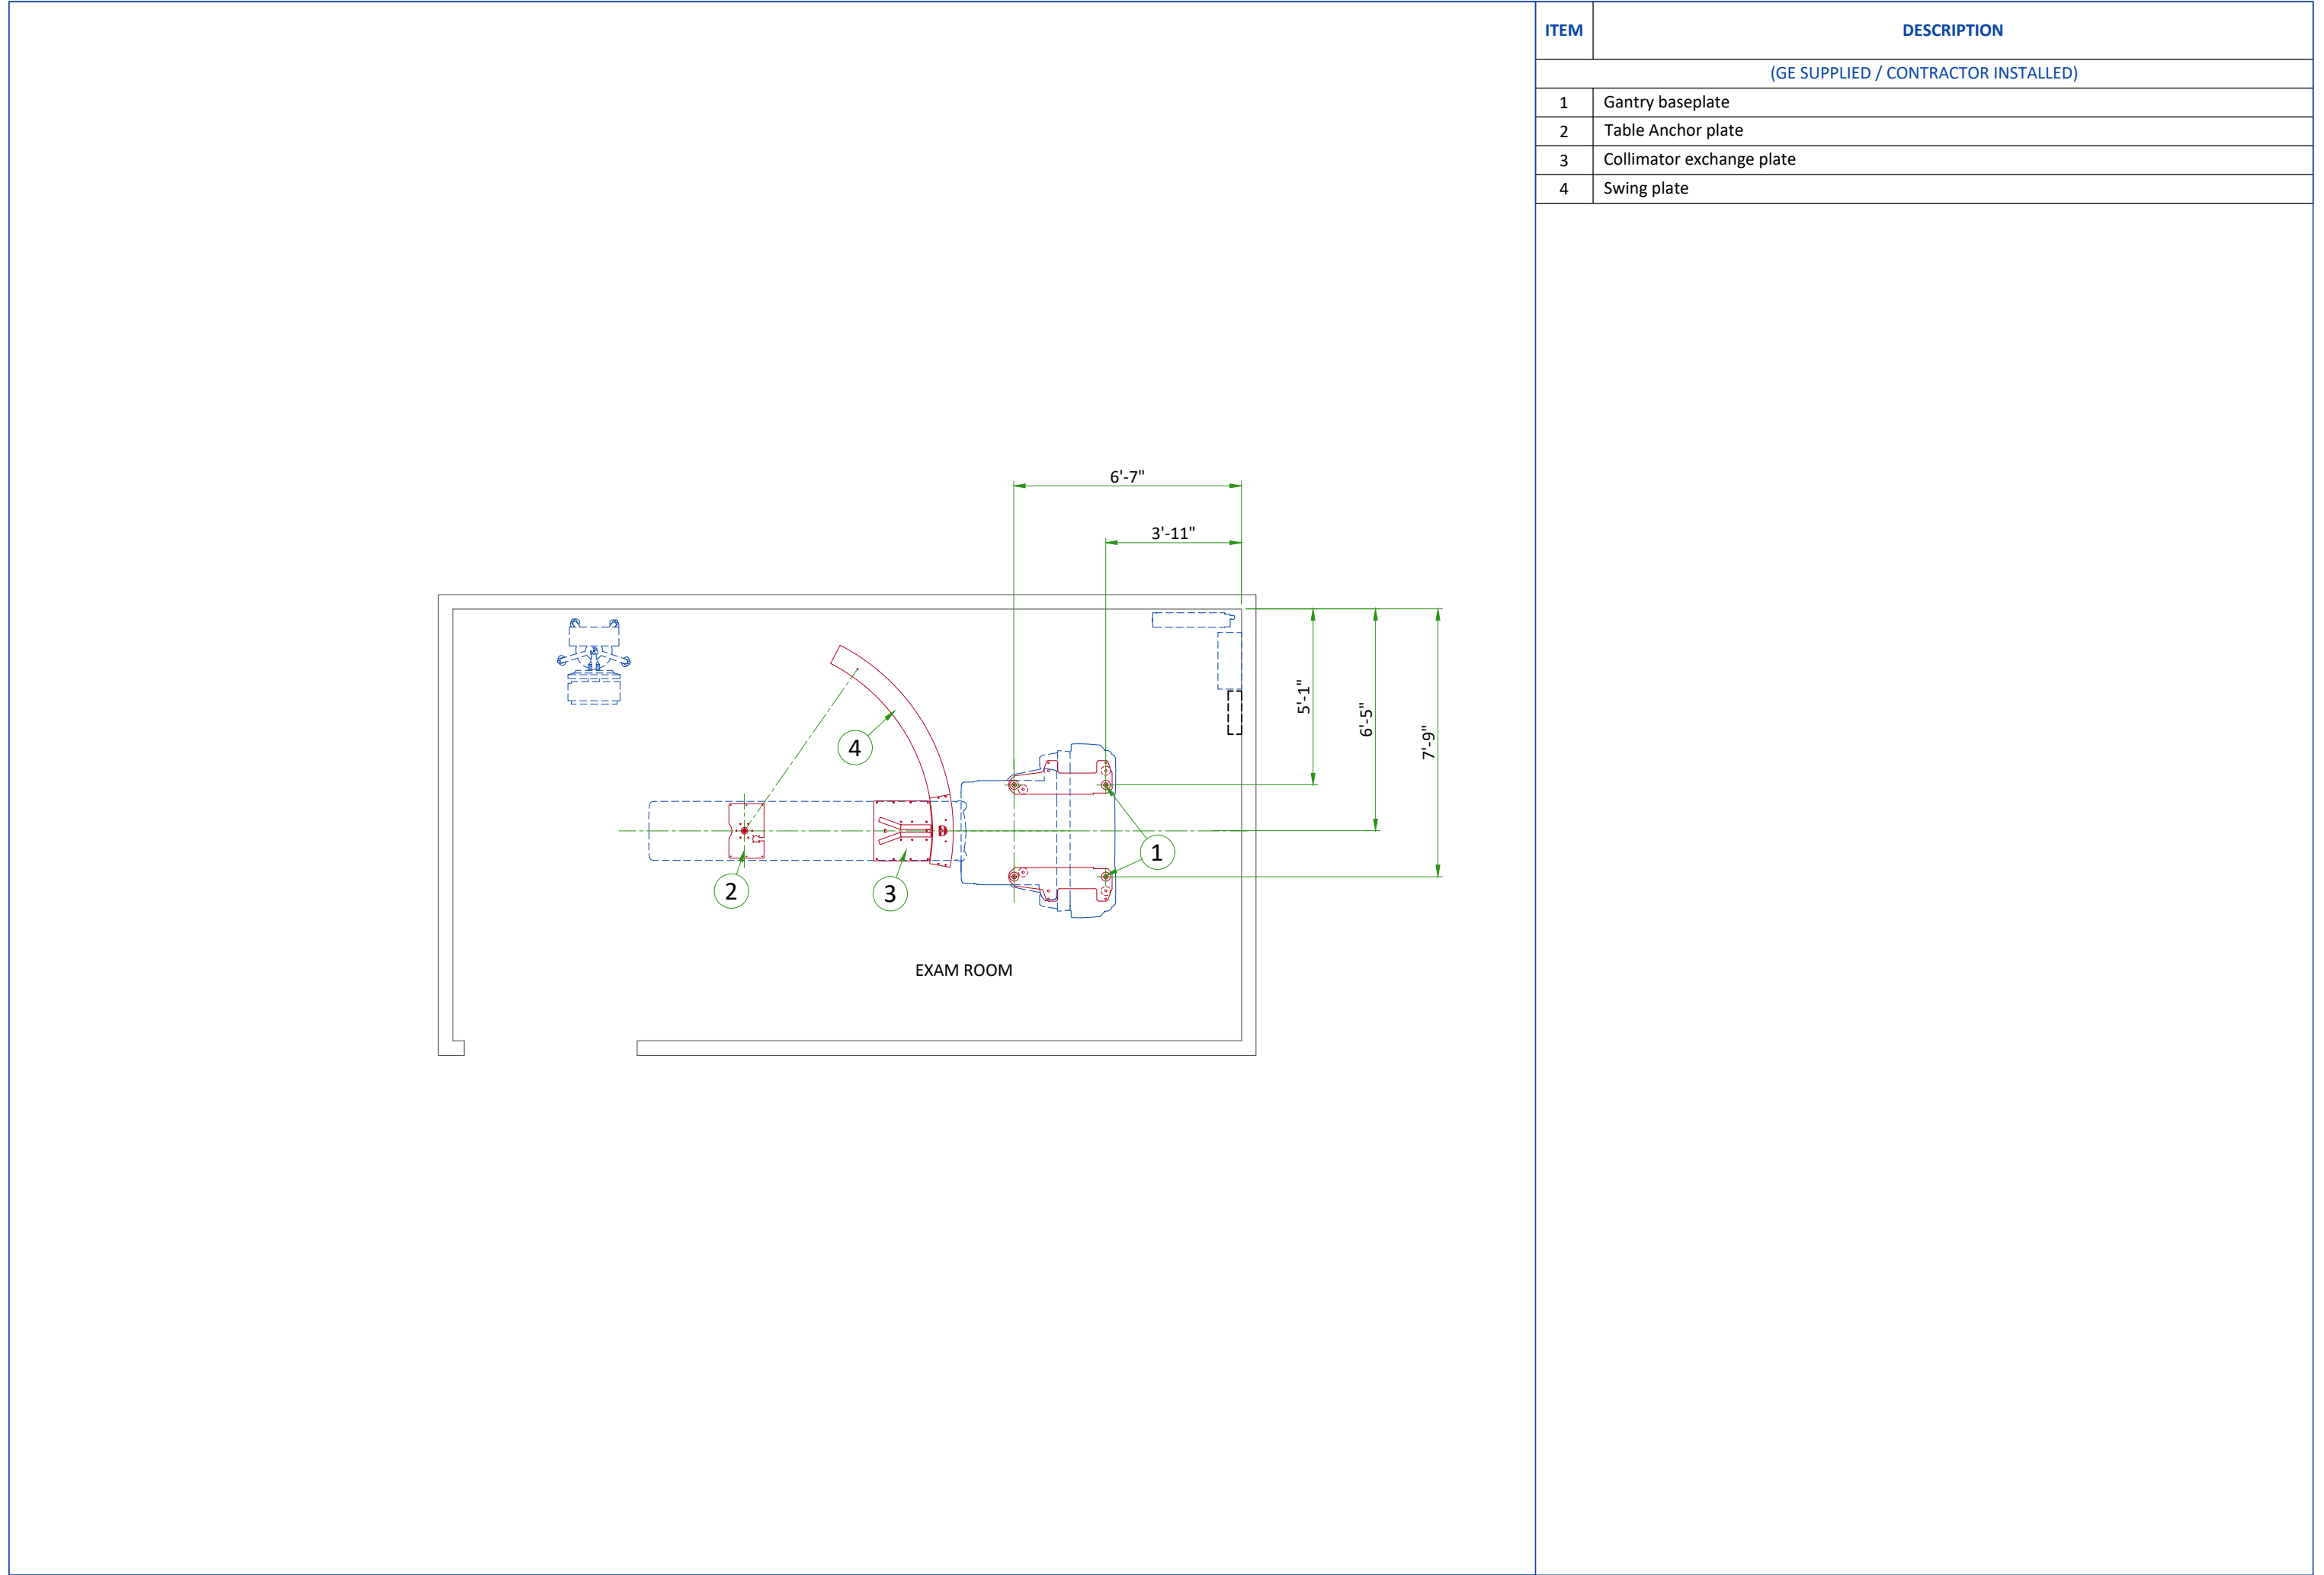 ITEM DESCRIPTION
(GE SUPPLIED / CONTRACTOR INSTALLED)
1 Gantry baseplate
2 Table Anchor plate
3 Collimator exchange plate
4 Swing plate
6'-7"
3'-11"
5'-1"
6'-5"
7'-9"
4
1
2
3
EXAM ROOM